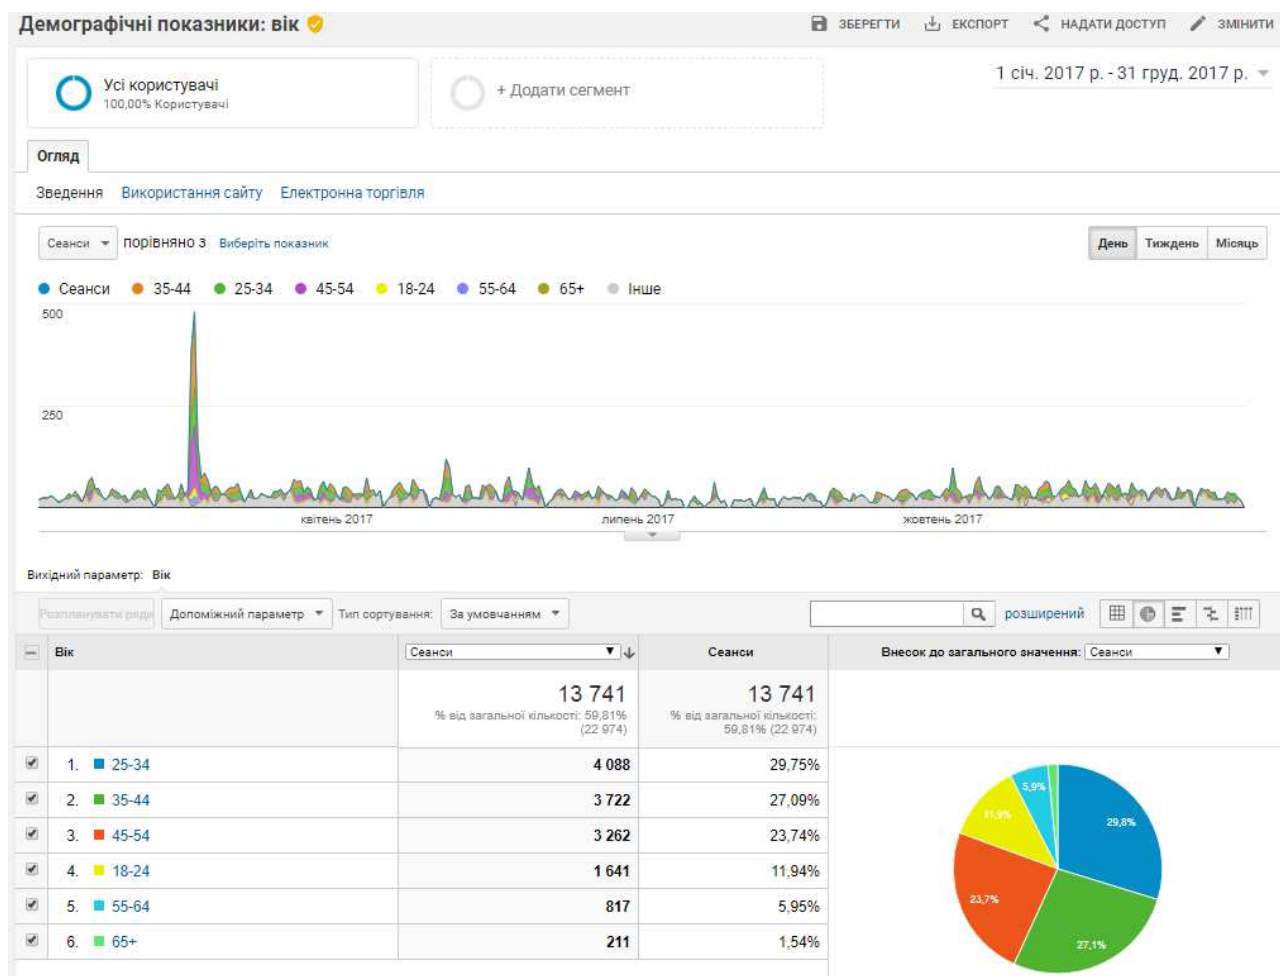 Демографічні показники: вік
ЗБЕРЕГТИ ЕКСПОРТ НАДАТИ ДОСТУП ЗМІНИТИ
Усі користувачі
100,00% Користувачі
+ Додати сегмент
1 січ. 2017 р. - 31 груд. 2017 р.
Огляд
Зведення Використання сайту Електронна торгівля
Сеанси порівняно з Виберіть показник
День Тиждень Місяць
Сеанси 35-44 25-34 45-54 18-24 55-64 65+ Інше
500
250
квітень 2017 липень 2017 жовтень 2017
Вихідний параметр: Вік
Розпланувати ряди Допоміжний параметр Тип сортування: За умовчанням розширений
Вік Сеанси Сеанси Внесок до загального значення: Сеанси
13 741 13 741
% від загальної кількості: 59,81% (22 974)
% від загальної кількості: 59,81% (22 974)
1. 25-34 4 088 29,75%
2. 35-44 3 722 27,09%
3. 45-54 3 262 23,74%
4. 18-24 1 641 11,94%
5. 55-64 817 5,95%
6. 65+ 211 1,54%
5,9%
11,9%
29,8%
23,7%
27,1%